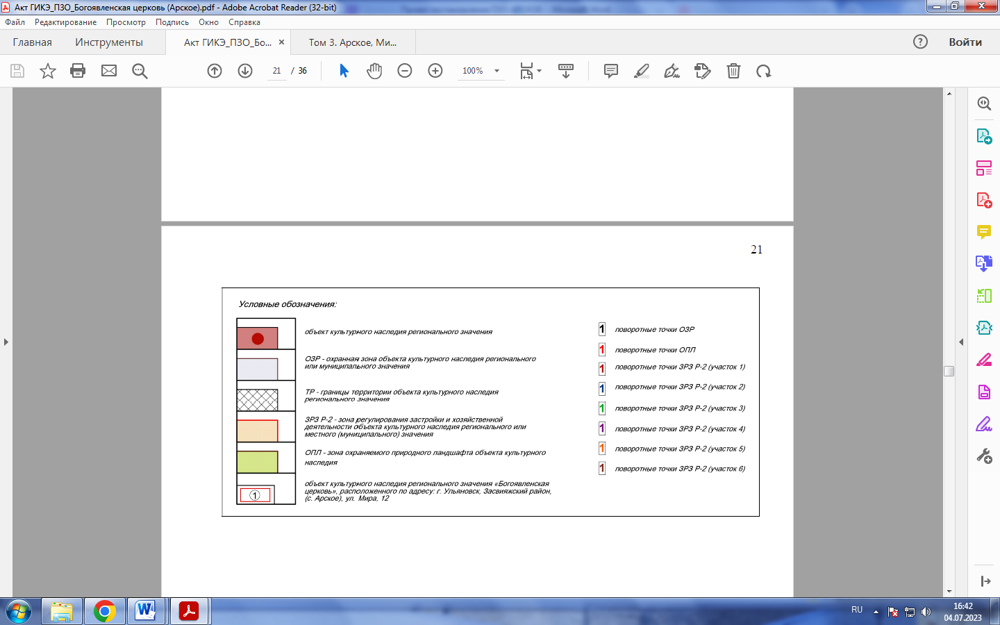 Акт ГИКЭ_ПЗО_Богоявленская церковь (Арское).pdf - Adobe Acrobat Reader (32-bit)
Файл Редактирование Просмотр Подпись Окно Справка
Главная Инструменты Акт ГИКЭ_ПЗО_Бо... × Том 3. Арское, Ми... Войти
21 / 36 100%
21
Условные обозначения:
объект культурного наследия регионального значения
ОЗР - охранная зона объекта культурного наследия регионального
или муниципального значения
ТР - границы территории объекта культурного наследия
регионального значения
ЗРЗ Р-2 - зона регулирования застройки и хозяйственной
деятельности объекта культурного наследия регионального или
местного (муниципального) значения
ОПЛ - зона охраняемого природного ландшафта объекта культурного
наследия
1
объект культурного наследия регионального значения «Богоявленская
церковь», расположенного по адресу: г. Ульяновск, Засвияжский район,
(с. Арское), ул. Мира, 12
1 поворотные точки ОЗР
1 поворотные точки ОПЛ
1 поворотные точки ЗРЗ Р-2 (участок 1)
1 поворотные точки ЗРЗ Р-2 (участок 2)
1 поворотные точки ЗРЗ Р-2 (участок 3)
1 поворотные точки ЗРЗ Р-2 (участок 4)
1 поворотные точки ЗРЗ Р-2 (участок 5)
1 поворотные точки ЗРЗ Р-2 (участок 6)
RU
16:42
04.07.2023